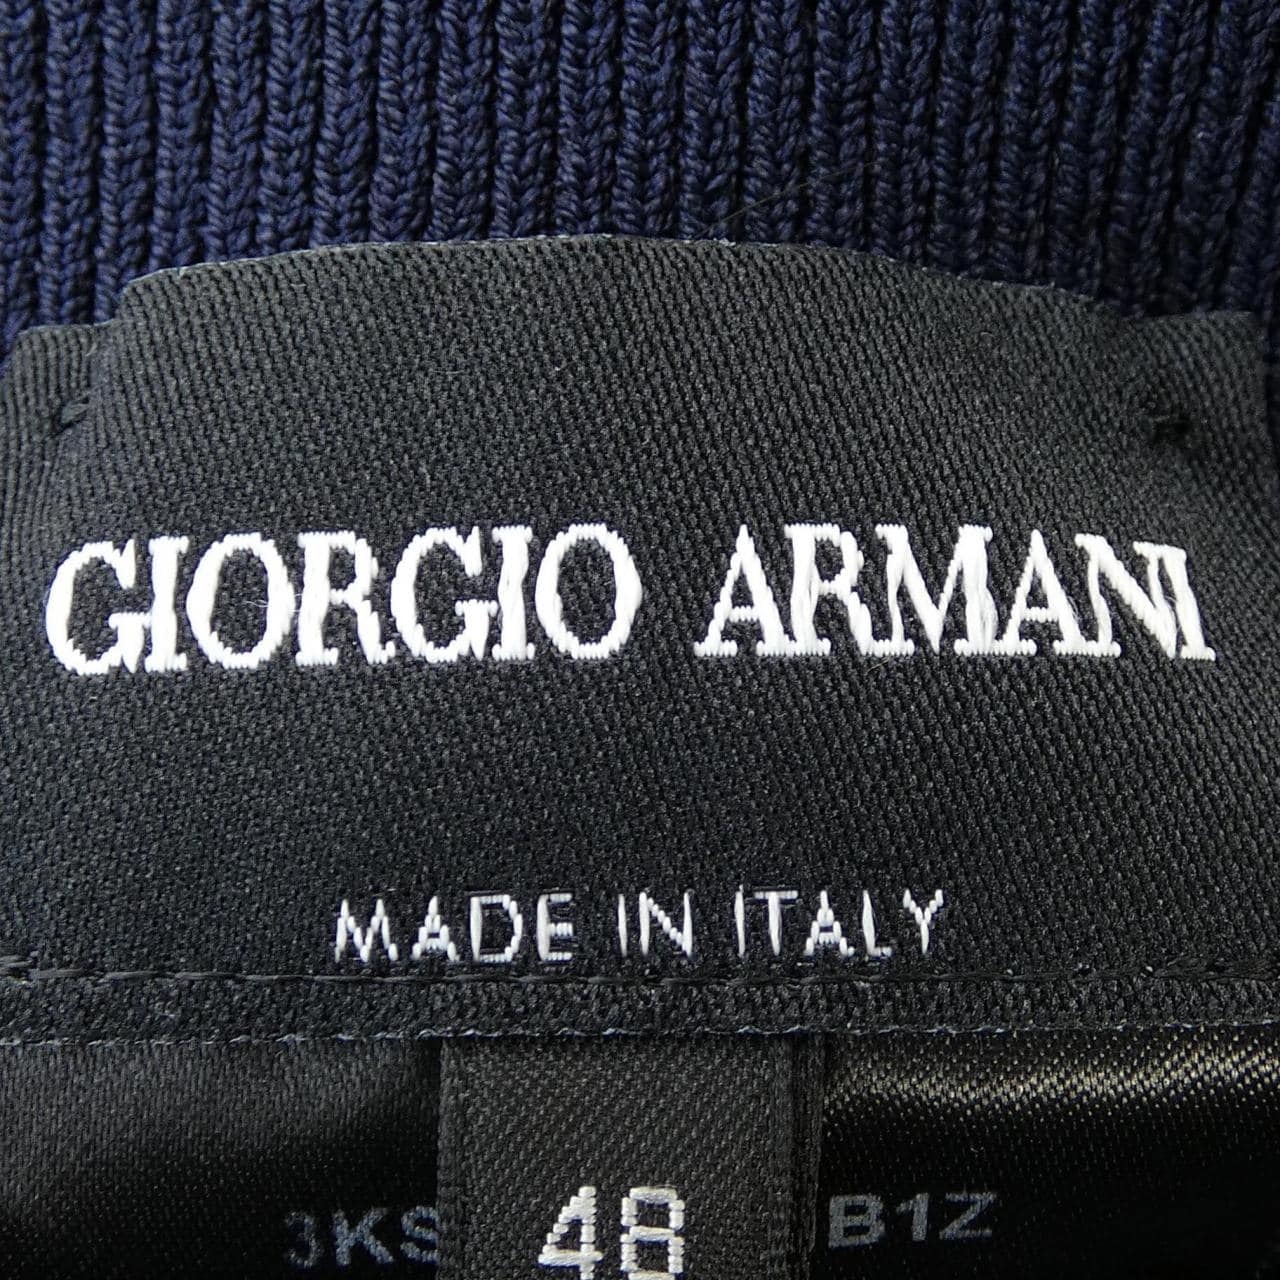 GIORGIO ARMANI
MADE IN ITALY
3KS 48 B1Z